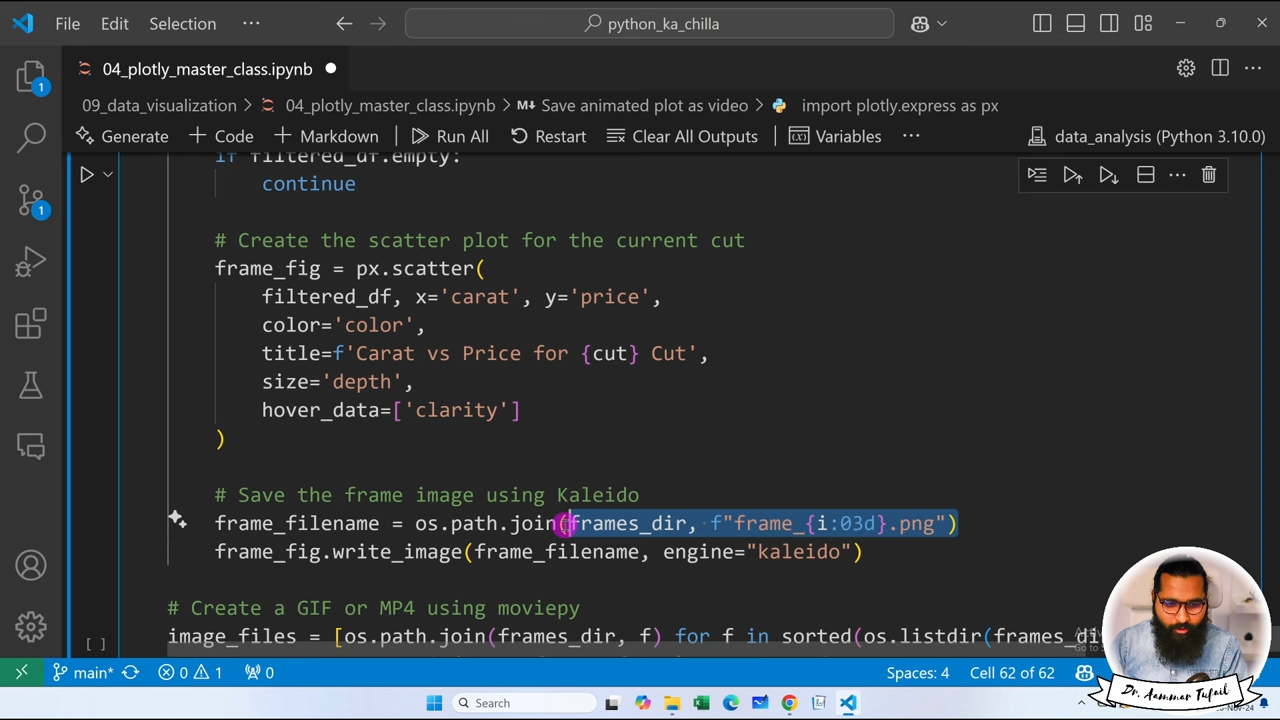 File Edit Selection ··· python_ka_chilla
04_plotly_master_class.ipynb
09_data_visualization > 04_plotly_master_class.ipynb > M↓ Save animated plot as video > import plotly.express as px
Generate + Code + Markdown | Run All Restart Clear All Outputs | Variables ··· data_analysis (Python 3.10.0)
if filtered_df.empty:
continue
# Create the scatter plot for the current cut
frame_fig = px.scatter(
filtered_df, x='carat', y='price',
color='color',
title=f'Carat vs Price for {cut} Cut',
size='depth',
hover_data=['clarity']
)
# Save the frame image using Kaleido
frame_filename = os.path.join(frames_dir, f"frame_{i:03d}.png")
frame_fig.write_image(frame_filename, engine="kaleido")
# Create a GIF or MP4 using moviepy
image_files = [os.path.join(frames_dir, f) for f in sorted(os.listdir(frames_d
[ ]
main* 0 1 0 Spaces: 4 Cell 62 of 62
Search
Dr. Aammar Tufail